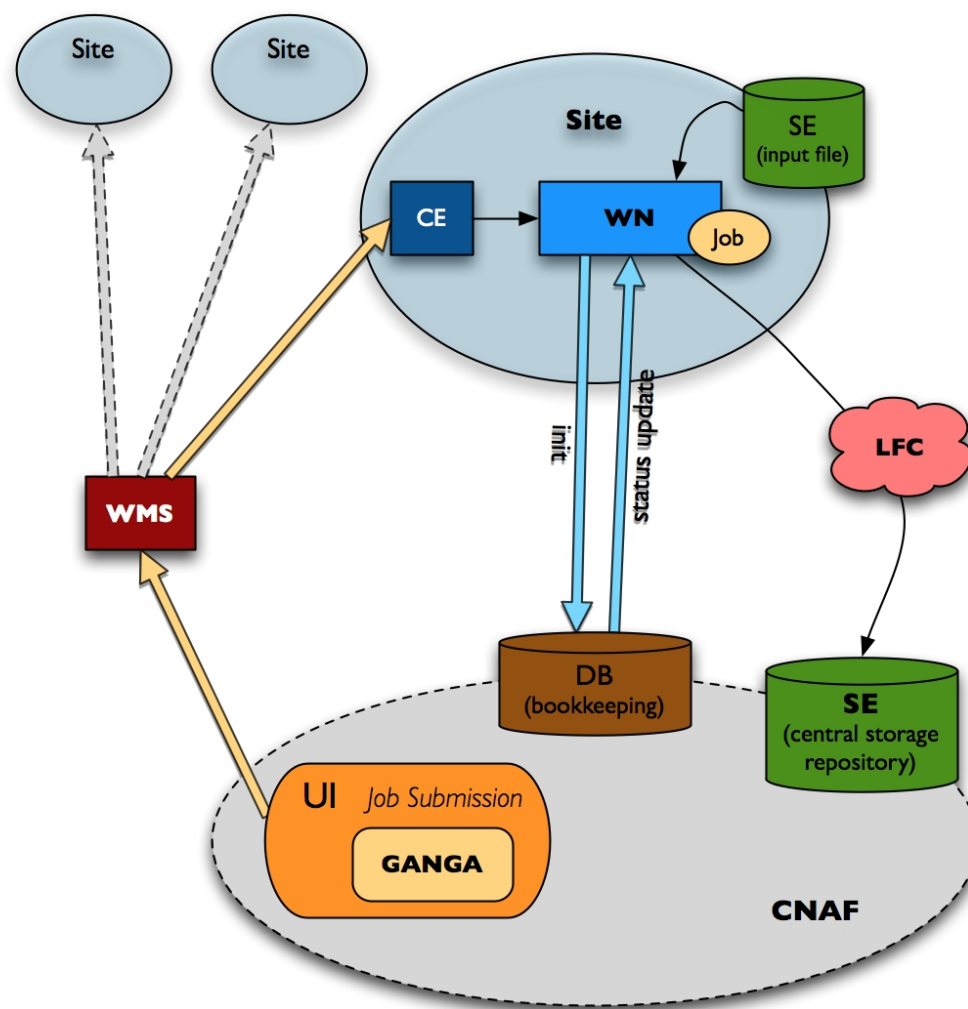 Site
Site
Site
SE
(input file)
CE
WN
Job
init
status update
LFC
WMS
DB
(bookkeeping)
SE
(central storage
repository)
UI Job Submission
GANGA
CNAF